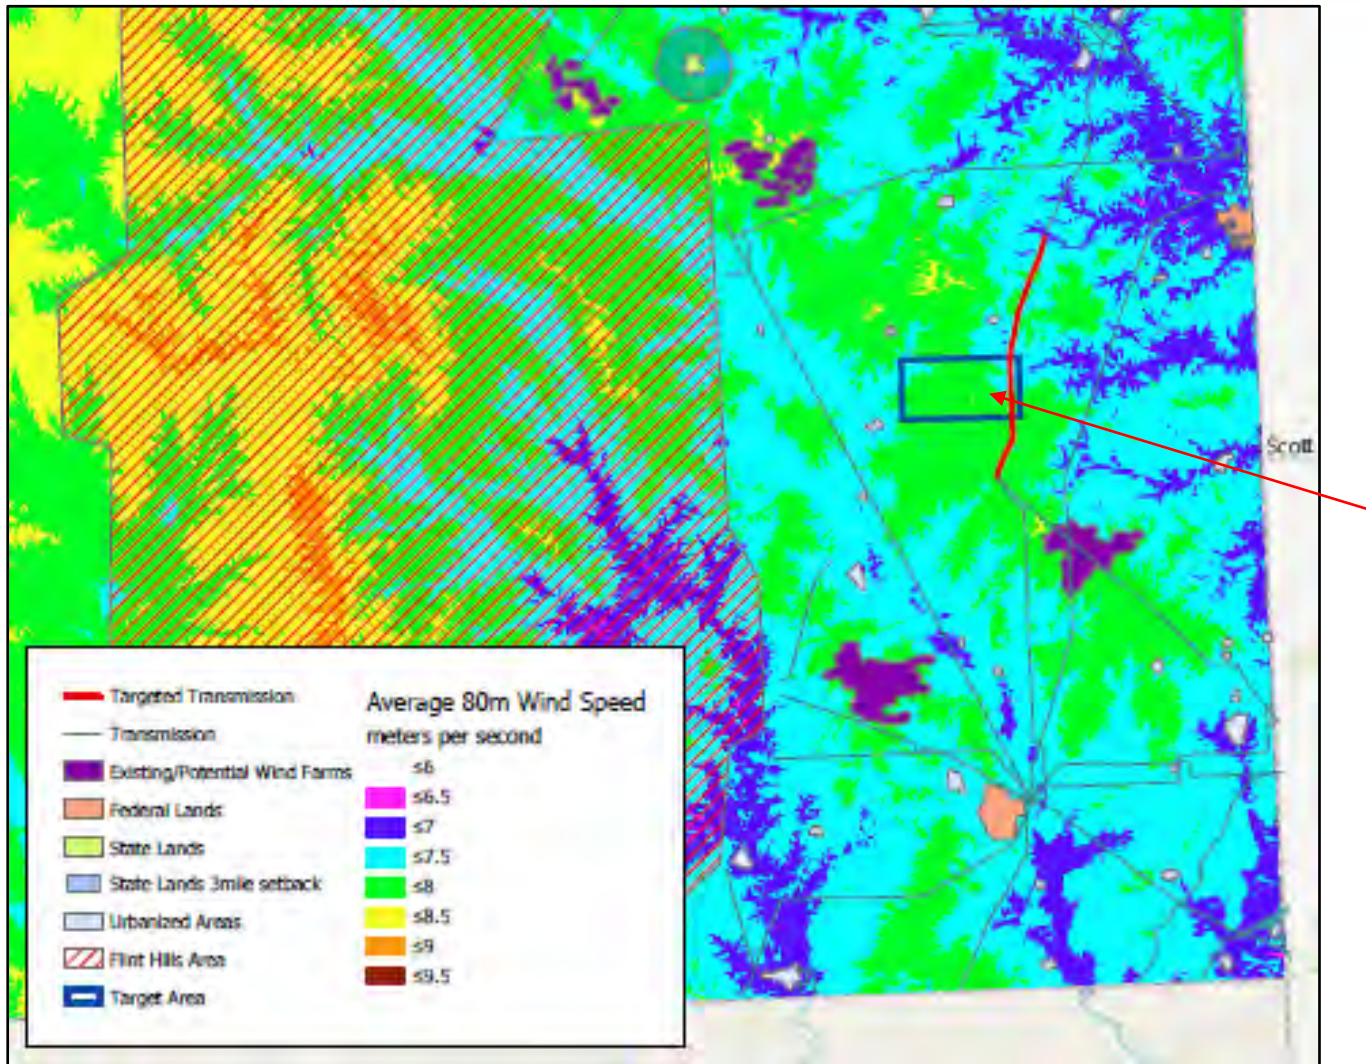 Scott
Targeted Transmission
Transmission
Existing/Potential Wind Farms
Federal Lands
State Lands
State Lands 3mile setback
Urbanized Areas
Flint Hills Area
Target Area
Average 80m Wind Speed
meters per second
≤6
≤6.5
≤7
≤7.5
≤8
≤8.5
≤9
≤9.5